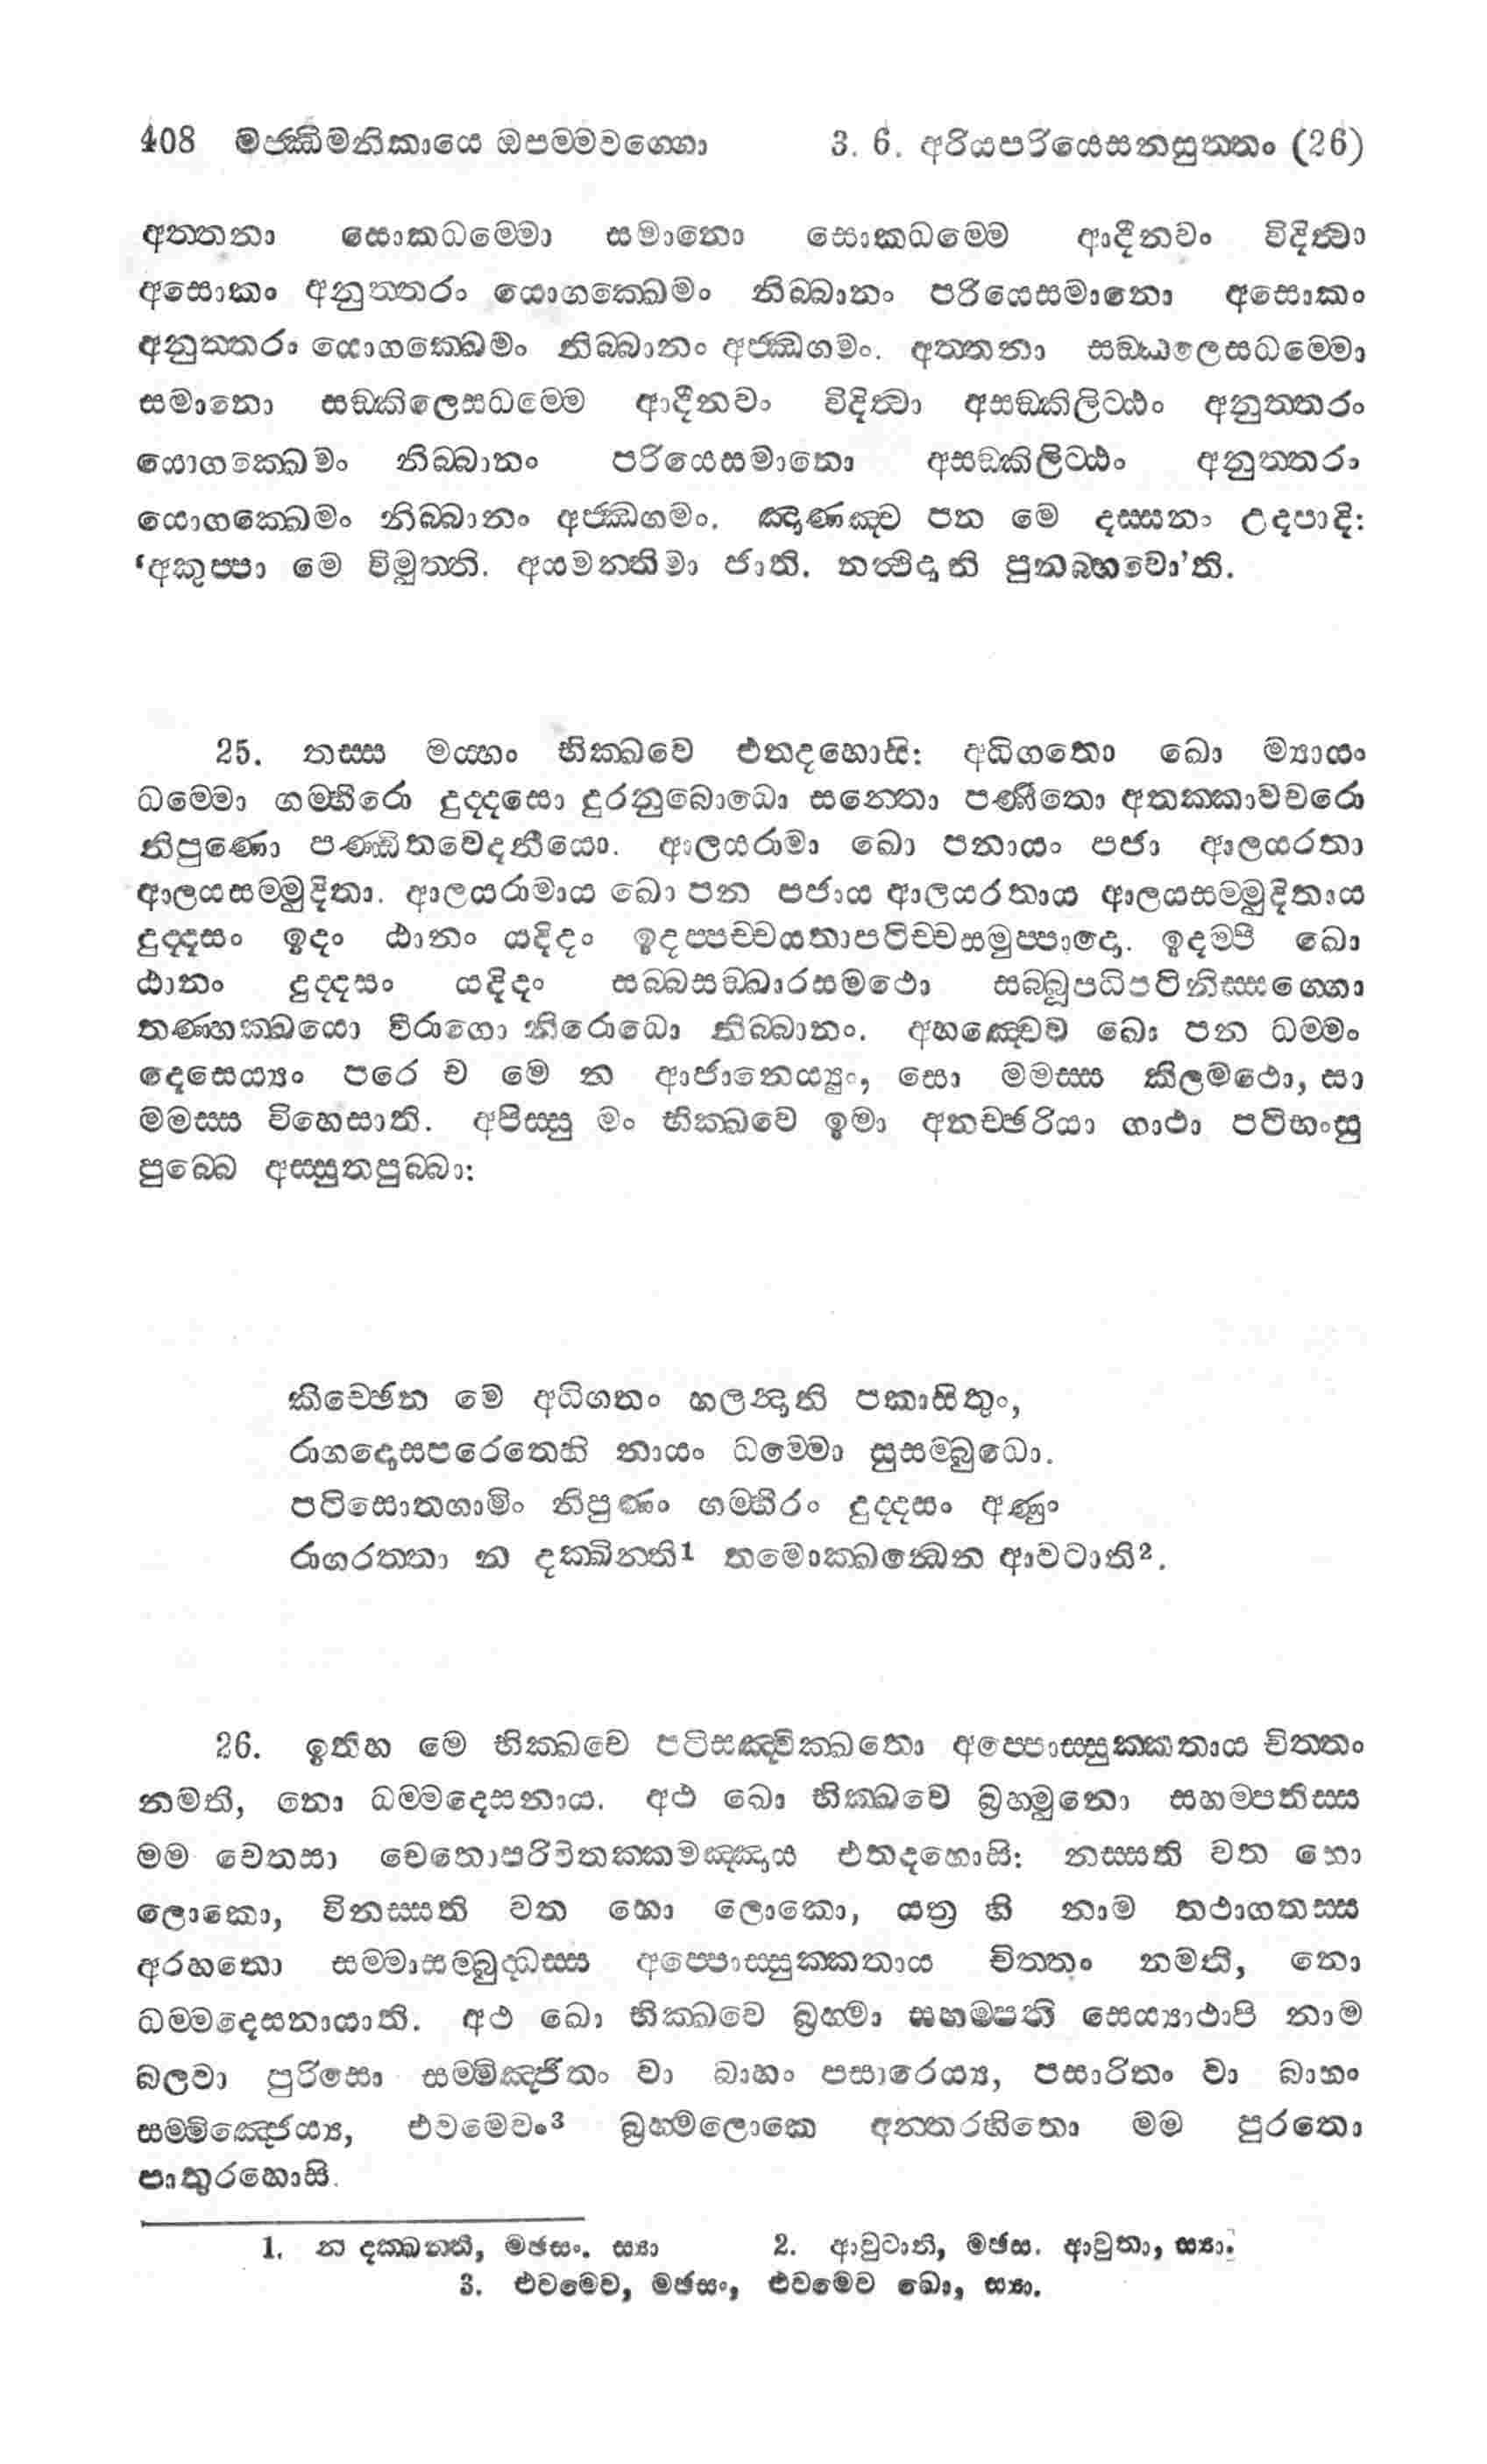 408 මජ්ඣිමනිකායෙ ඔපම්මවග්ගො 3. 6. අරියපරියෙසනසුත්තං (26)
අත්තනා සොකධම්මො සමානො සොකධම්මෙ ආදීනවං විදිත්වා
අසොකං අනුත්තරං යොගක්ඛෙමං නිබ්බානං පරියෙසමානො අසොකං
අනුත්තරං යොගක්ඛෙමං නිබ්බානං අජ්ඣගමං. අත්තනා සඞ්කිලෙසධම්මො
සමානො සඞ්කිලෙසධම්මෙ ආදීනවං විදිත්වා අසඞ්කිලිට්ඨං අනුත්තරං
යොගක්ඛෙමං නිබ්බානං පරියෙසමානො අසඞ්කිලිට්ඨං අනුත්තරං
යොගක්ඛෙමං නිබ්බානං අජ්ඣගමං. ඤාණඤ්ච පන මෙ දස්සනං උදපාදි:
‘අකුප්පා මෙ විමුත්ති. අයමන්තිමා ජාති. නත්ථිදානි පුනබ්භවො’ති.
25. තස්ස මය්හං භික්ඛවෙ එතදහොසි: අධිගතො ඛො ම්‍යායං
ධම්මො ගම්භීරො දුද්දසො දුරනුබොධො සන්තො පණීතො අතක්කාවචරො
නිපුණො පණ්ඩිතවෙදනීයො. ආලයරාමා ඛො පනායං පජා ආලයරතා
ආලයසම්මුදිතා. ආලයරාමාය ඛො පන පජාය ආලයරතාය ආලයසම්මුදිතාය
දුද්දසං ඉදං ඨානං යදිදං ඉදප්පච්චයතාපටිච්චසමුප්පාදො. ඉදම්පි ඛො
ඨානං දුද්දසං යදිදං සබ්බසඞ්ඛාරසමථො සබ්බූපධිපටිනිස්සග්ගො
තණ්හක්ඛයො විරාගො නිරොධො නිබ්බානං. අහඤ්චෙව ඛො පන ධම්මං
දෙසෙය්‍යං පරෙ ච මෙ න ආජානෙය්‍යුං, සො මමස්ස කිලමථො, සා
මමස්ස විහෙසාති. අපිස්සු මං භික්ඛවෙ ඉමා අනච්ඡරියා ගාථා පටිභංසු
පුබ්බෙ අස්සුතපුබ්බා:
කිච්ඡෙන මෙ අධිගතං හලන්දානි පකාසිතුං,
රාගදොසපරෙතෙහි නායං ධම්මො සුසම්බුධො.
පටිසොතගාමිං නිපුණං ගම්භීරං දුද්දසං අණුං
රාගරත්තා න දක්ඛින්ති1 තමොක්ඛන්ධෙන ආවටාති2.
26. ඉතිහ මෙ භික්ඛවෙ පටිසඤ්චික්ඛතො අප්පොස්සුක්කතාය චිත්තං
නමති, නො ධම්මදෙසනාය. අථ ඛො භික්ඛවෙ බ්‍රහ්මුනො සහම්පතිස්ස
මම චෙතසා චෙතොපරිවිතක්කමඤ්ඤාය එතදහොසි: නස්සති වත භො
ලොකො, විනස්සති වත භො ලොකො, යත්‍ර හි නාම තථාගතස්ස
අරහතො සම්මාසම්බුද්ධස්ස අප්පොස්සුක්කතාය චිත්තං නමති, නො
ධම්මදෙසනායාති. අථ ඛො භික්ඛවෙ බ්‍රහ්මා සහම්පති සෙය්‍යථාපි නාම
බලවා පුරිසො සම්මිඤ්ජිතං වා බාහං පසාරෙය්‍ය, පසාරිතං වා බාහං
සම්මිඤ්ජෙය්‍ය, එවමෙවං3 බ්‍රහ්මලොකෙ අන්තරහිතො මම පුරතො
පාතුරහොසි.
1. න දක්ඛන්ති, මඡසං. ස්‍යා 2. ආවුටාති, මඡස. ආවුතා, ස්‍යා.
3. එවමෙව, මඡසං, එවමෙව ඛො, ස්‍යා.